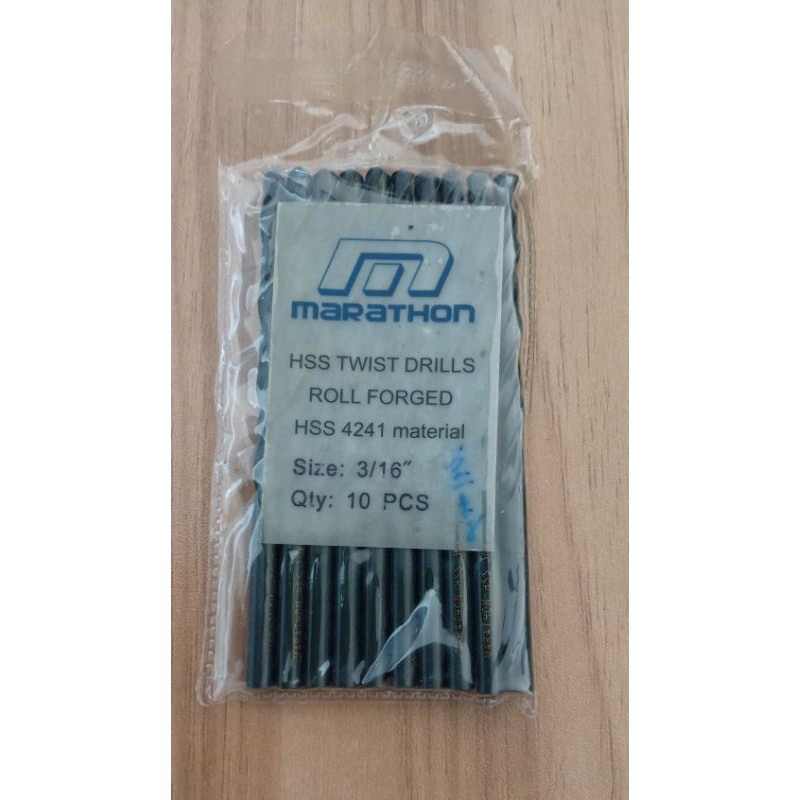 maRaTHON
HSS TWIST DRILLS
ROLL FORGED
HSS 4241 material
Size: 3/16″
Qty: 10 PCS